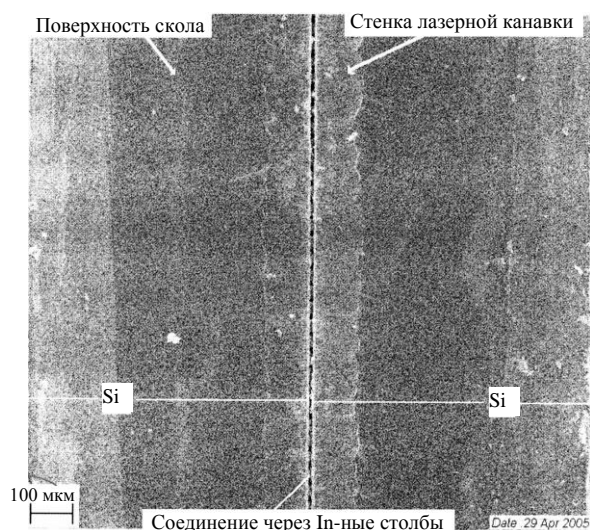 Поверхность скола
Стенка лазерной канавки
Si
Si
100 мкм
Соединение через In-ные столбы
Date :29 Apr 2005